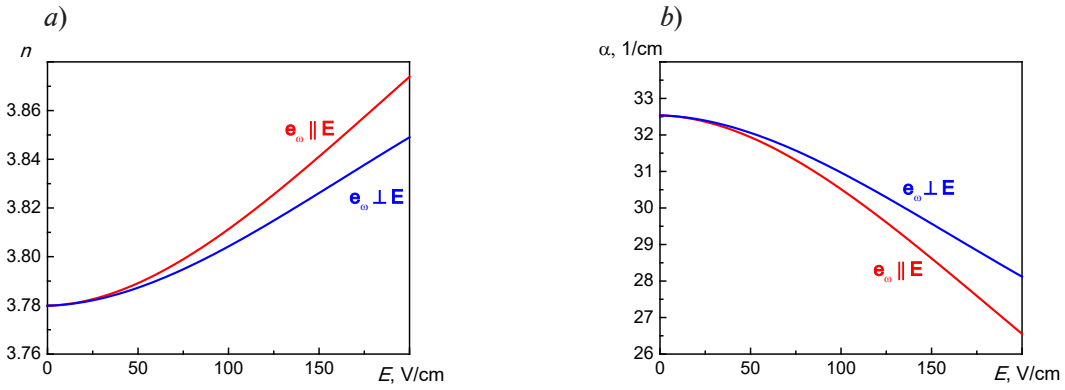 a)
n
3.86
3.84
3.82
3.80
3.78
3.76
0
50
100
150
E, V/cm
e_ω ∥ E
e_ω ⊥ E
b)
α, 1/cm
33
32
31
30
29
28
27
26
0
50
100
150
E, V/cm
e_ω ⊥ E
e_ω ∥ E